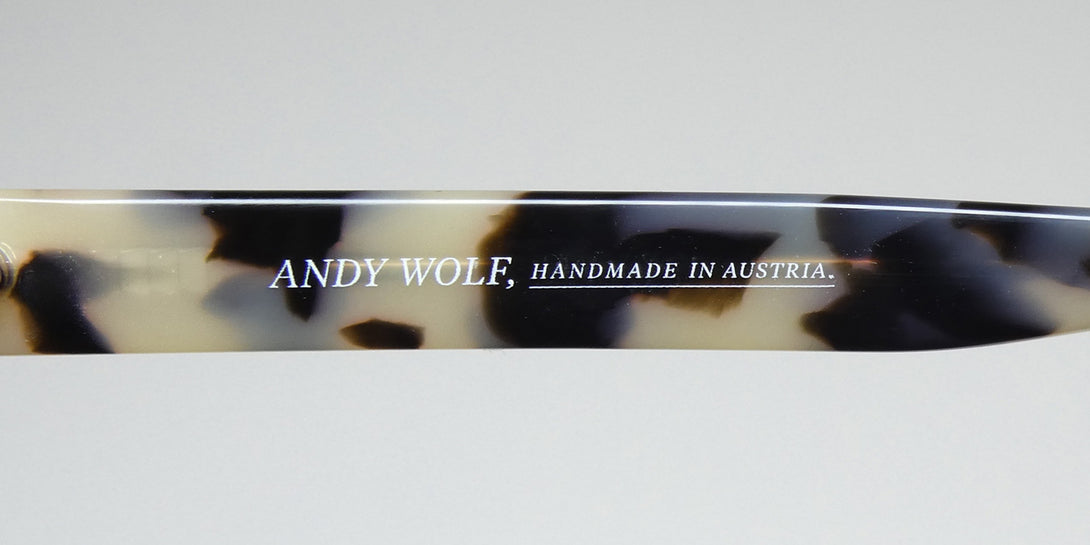 ANDY WOLF, HANDMADE IN AUSTRIA.